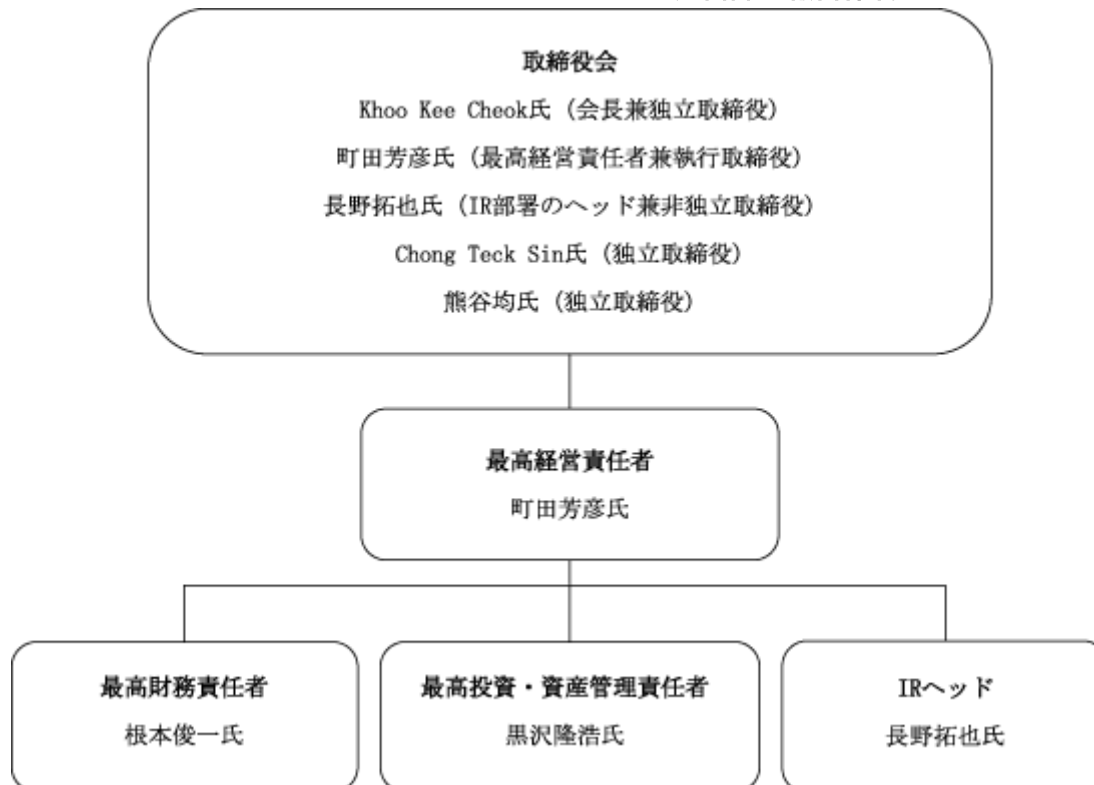 取締役会
Khoo Kee Cheok氏 (会長兼独立取締役)
町田芳彦氏 (最高経営責任者兼執行取締役)
長野拓也氏 (IR部署のヘッド兼非独立取締役)
Chong Teck Sin氏 (独立取締役)
熊谷均氏 (独立取締役)
最高経営責任者
町田芳彦氏
最高財務責任者
根本俊一氏
最高投資・資産管理責任者
黒沢隆浩氏
IRヘッド
長野拓也氏